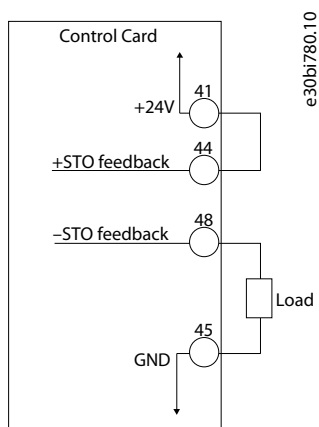 Control Card
e30bi780.10
41
+24V
44
+STO feedback
48
–STO feedback
Load
45
GND